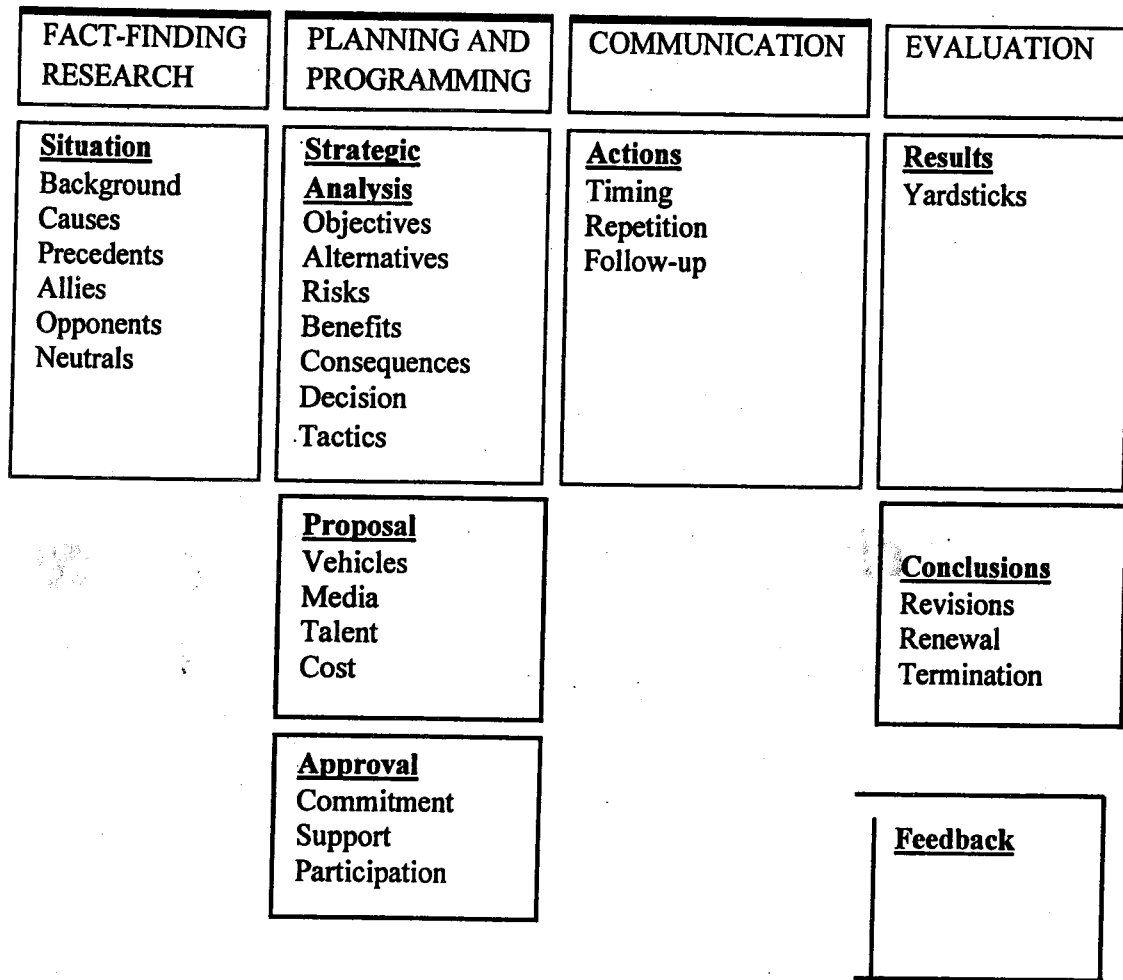 FACT-FINDING
RESEARCH
PLANNING AND
PROGRAMMING
COMMUNICATION
EVALUATION
Situation
Background
Causes
Precedents
Allies
Opponents
Neutrals
Strategic
Analysis
Objectives
Alternatives
Risks
Benefits
Consequences
Decision
Tactics
Actions
Timing
Repetition
Follow-up
Results
Yardsticks
Proposal
Vehicles
Media
Talent
Cost
Conclusions
Revisions
Renewal
Termination
Approval
Commitment
Support
Participation
Feedback